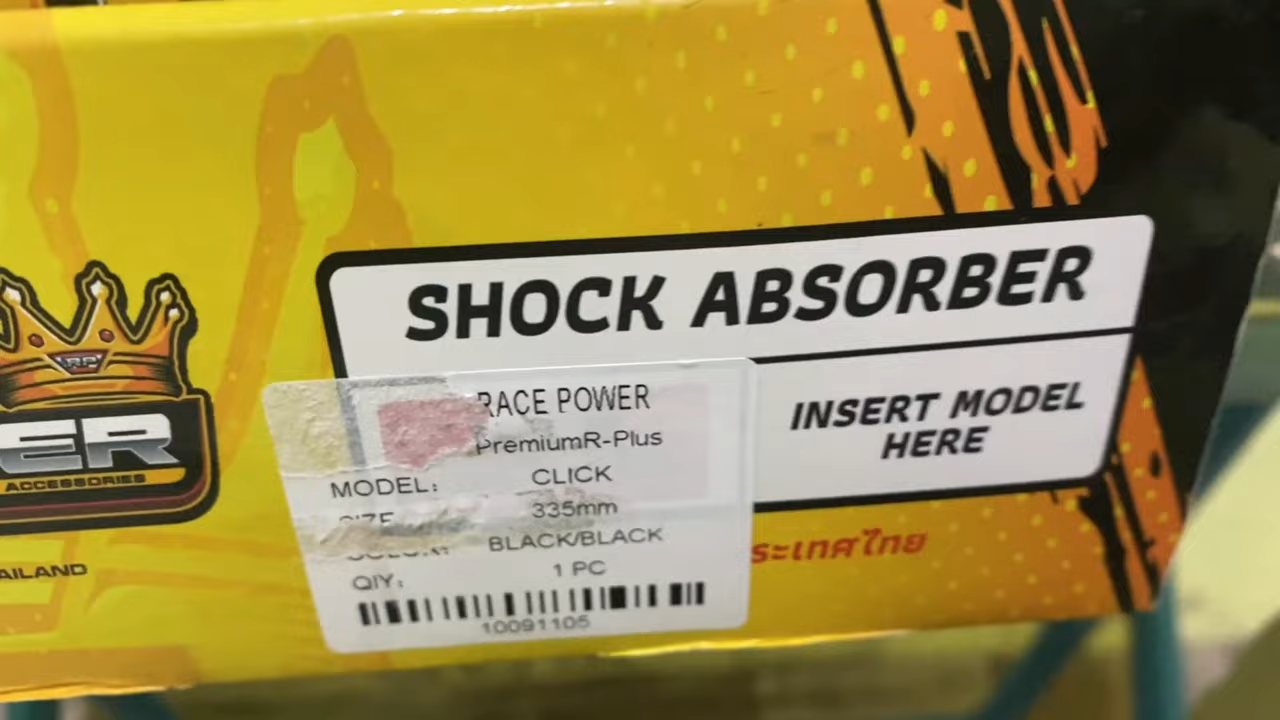 SHOCK ABSORBER
INSERT MODEL
HERE
RP
ER
ACCESSORIES
AILAND
RACE POWER
PremiumR-Plus
MODEL: CLICK
335mm
BLACK/BLACK
QIY: 1 PC
10091105
ระเทศไทย